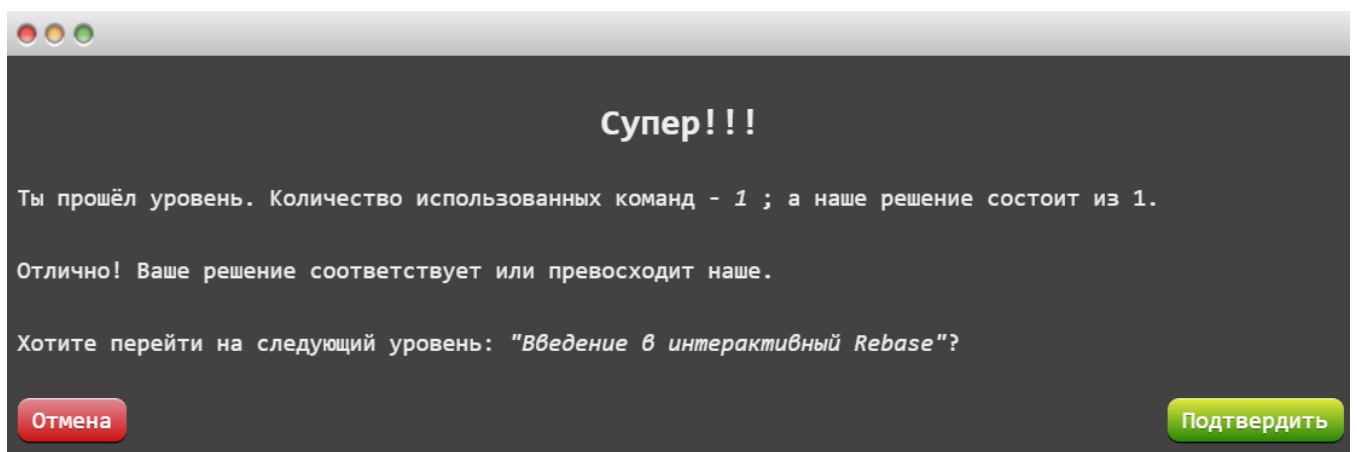 Супер!!!
Ты прошёл уровень. Количество использованных команд - 1 ; а наше решение состоит из 1.
Отлично! Ваше решение соответствует или превосходит наше.
Хотите перейти на следующий уровень: "Введение в интерактивный Rebase"?
Отмена
Подтвердить